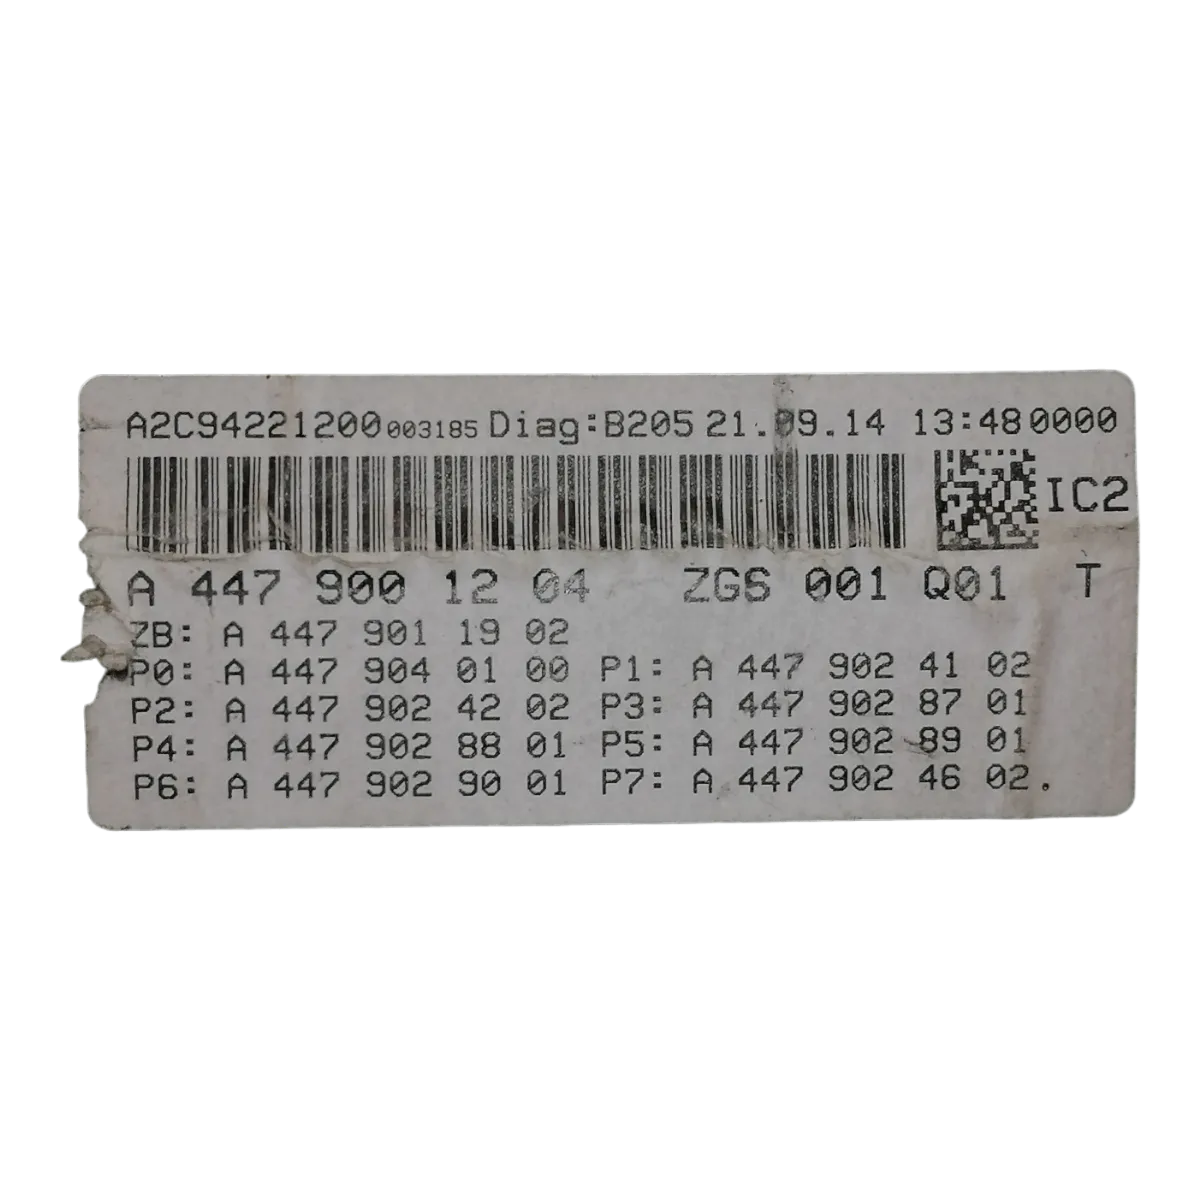 A2C94221200 003185 Diag:B205 21.09.14 13:48 0000
IC2
A 447 900 12 04 ZGS 001 Q01 T
ZB: A 447 901 19 02
P0: A 447 904 01 00 P1: A 447 902 41 02
P2: A 447 902 42 02 P3: A 447 902 87 01
P4: A 447 902 88 01 P5: A 447 902 89 01
P6: A 447 902 90 01 P7: A 447 902 46 02.